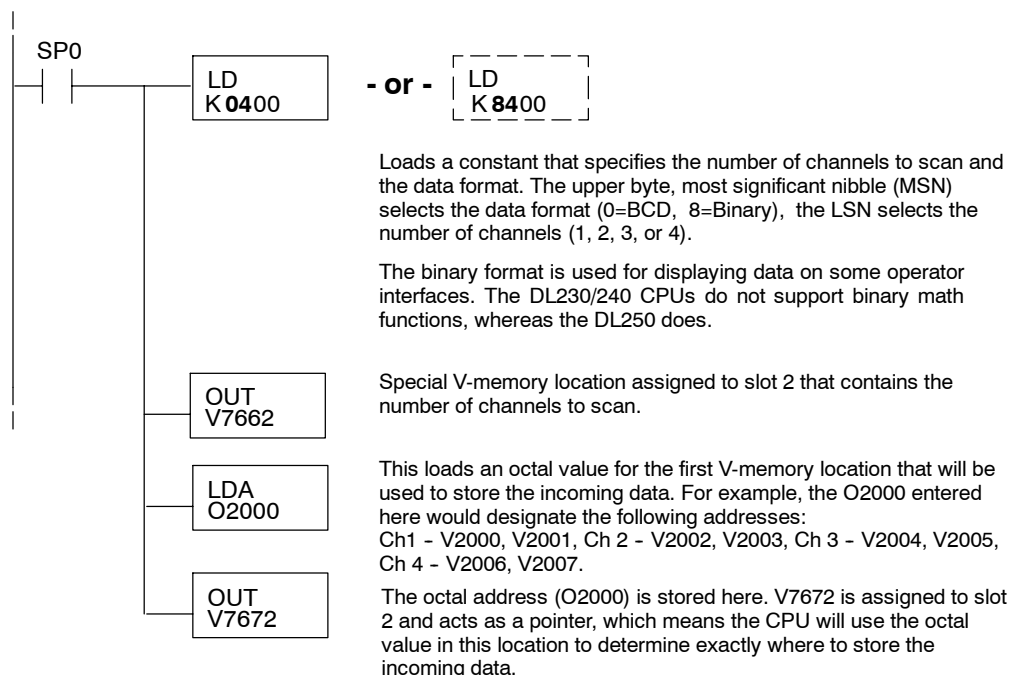 SP0
LD
K0400
- or -
LD
K8400
Loads a constant that specifies the number of channels to scan and
the data format. The upper byte, most significant nibble (MSN)
selects the data format (0=BCD, 8=Binary), the LSN selects the
number of channels (1, 2, 3, or 4).
The binary format is used for displaying data on some operator
interfaces. The DL230/240 CPUs do not support binary math
functions, whereas the DL250 does.
OUT
V7662
Special V-memory location assigned to slot 2 that contains the
number of channels to scan.
LDA
O2000
This loads an octal value for the first V-memory location that will be
used to store the incoming data. For example, the O2000 entered
here would designate the following addresses:
Ch1 - V2000, V2001, Ch 2 - V2002, V2003, Ch 3 - V2004, V2005,
Ch 4 - V2006, V2007.
OUT
V7672
The octal address (O2000) is stored here. V7672 is assigned to slot
2 and acts as a pointer, which means the CPU will use the octal
value in this location to determine exactly where to store the
incoming data.